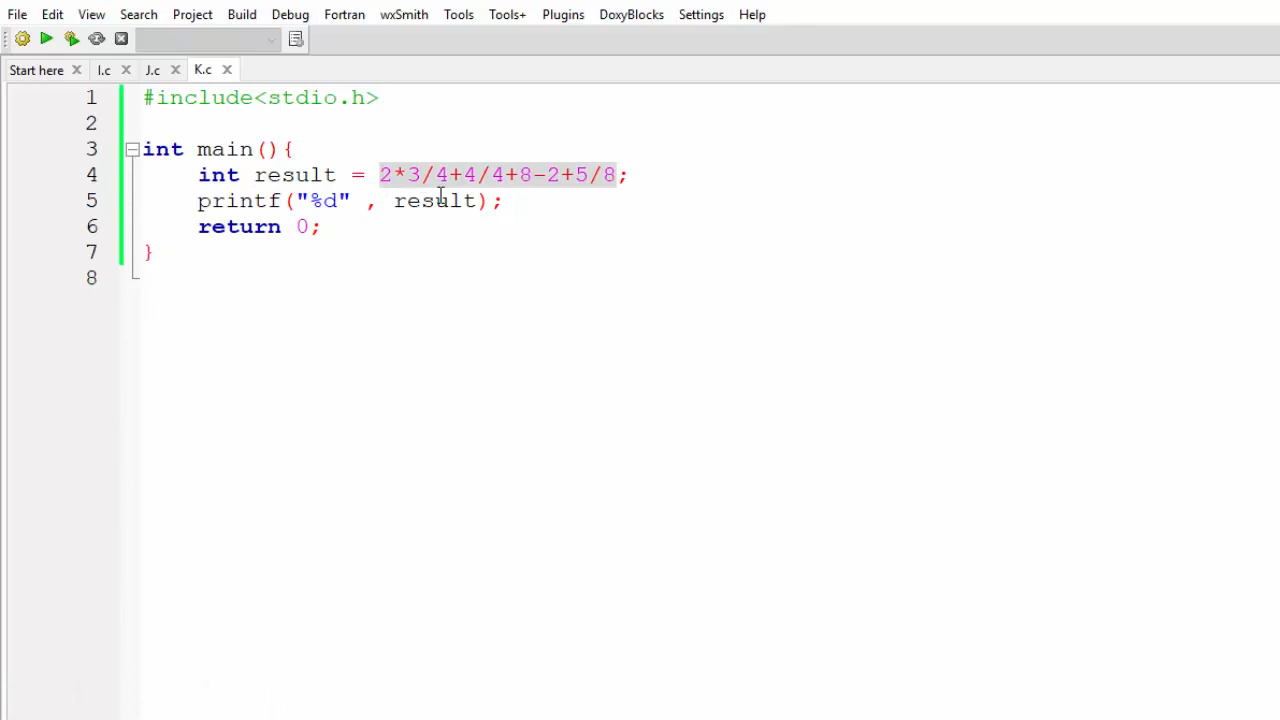 File Edit View Search Project Build Debug Fortran wxSmith Tools Tools+ Plugins DoxyBlocks Settings Help
Start here I.c J.c K.c
1 #include<stdio.h>
2
3 int main(){
4 int result = 2*3/4+4/4+8-2+5/8;
5 printf("%d" , result);
6 return 0;
7 }
8